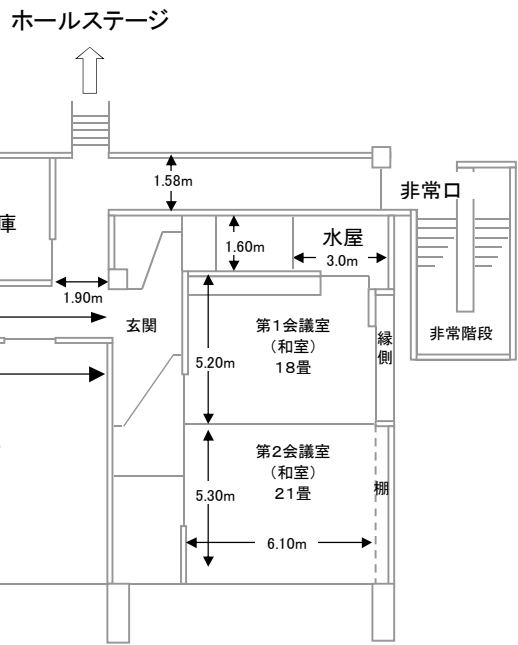 ホールステージ
1.58m
非常口
庫
1.60m
水屋
3.0m
1.90m
玄関
第1会議室
（和室）
18畳
縁側
非常階段
5.20m
第2会議室
（和室）
21畳
棚
5.30m
6.10m